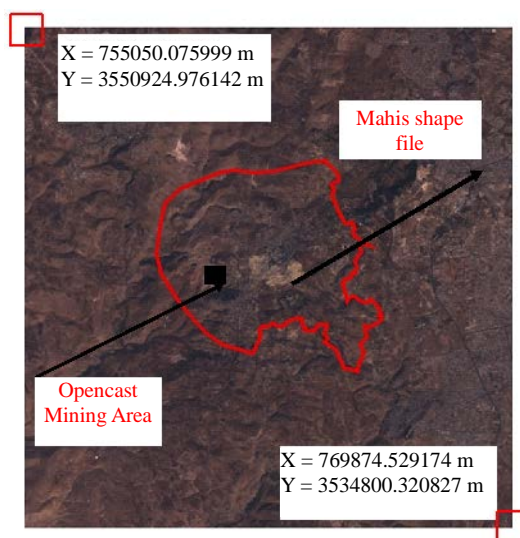 X = 755050.075999 m
Y = 3550924.976142 m
Mahis shape
file
Opencast
Mining Area
X = 769874.529174 m
Y = 3534800.320827 m